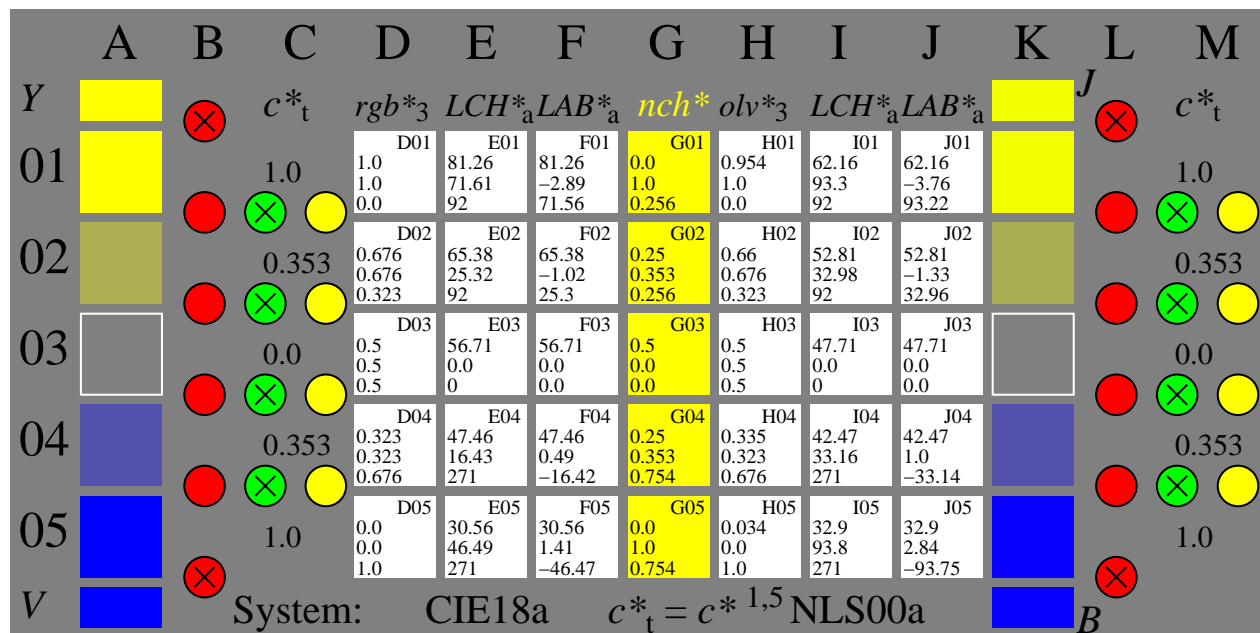 A B C D E F G H I J K L M
Y c*t rgb*3 LCH*a LAB*a nch* olv*3 LCH*a LAB*a J c*t
01 1.0 D01 E01 F01 G01 H01 I01 J01 1.0
1.0 81.26 81.26 0.0 0.954 62.16 62.16
1.0 71.61 −2.89 1.0 1.0 93.3 −3.76
0.0 92 71.56 0.256 0.0 92 93.22
02 0.353 D02 E02 F02 G02 H02 I02 J02 0.353
0.676 65.38 65.38 0.25 0.66 52.81 52.81
0.676 25.32 −1.02 0.353 0.676 32.98 −1.33
0.323 92 25.3 0.256 0.323 92 32.96
03 0.0 D03 E03 F03 G03 H03 I03 J03 0.0
0.5 56.71 56.71 0.5 0.5 47.71 47.71
0.5 0.0 0.0 0.0 0.5 0.0 0.0
0.5 0 0.0 0.0 0.5 0 0.0
04 0.353 D04 E04 F04 G04 H04 I04 J04 0.353
0.323 47.46 47.46 0.25 0.335 42.47 42.47
0.323 16.43 0.49 0.353 0.323 33.16 1.0
0.676 271 −16.42 0.754 0.676 271 −33.14
05 1.0 D05 E05 F05 G05 H05 I05 J05 1.0
0.0 30.56 30.56 0.0 0.034 32.9 32.9
0.0 46.49 1.41 1.0 0.0 93.8 2.84
1.0 271 −46.47 0.754 1.0 271 −93.75
V System: CIE18a c*t = c* 1,5 NLS00a B